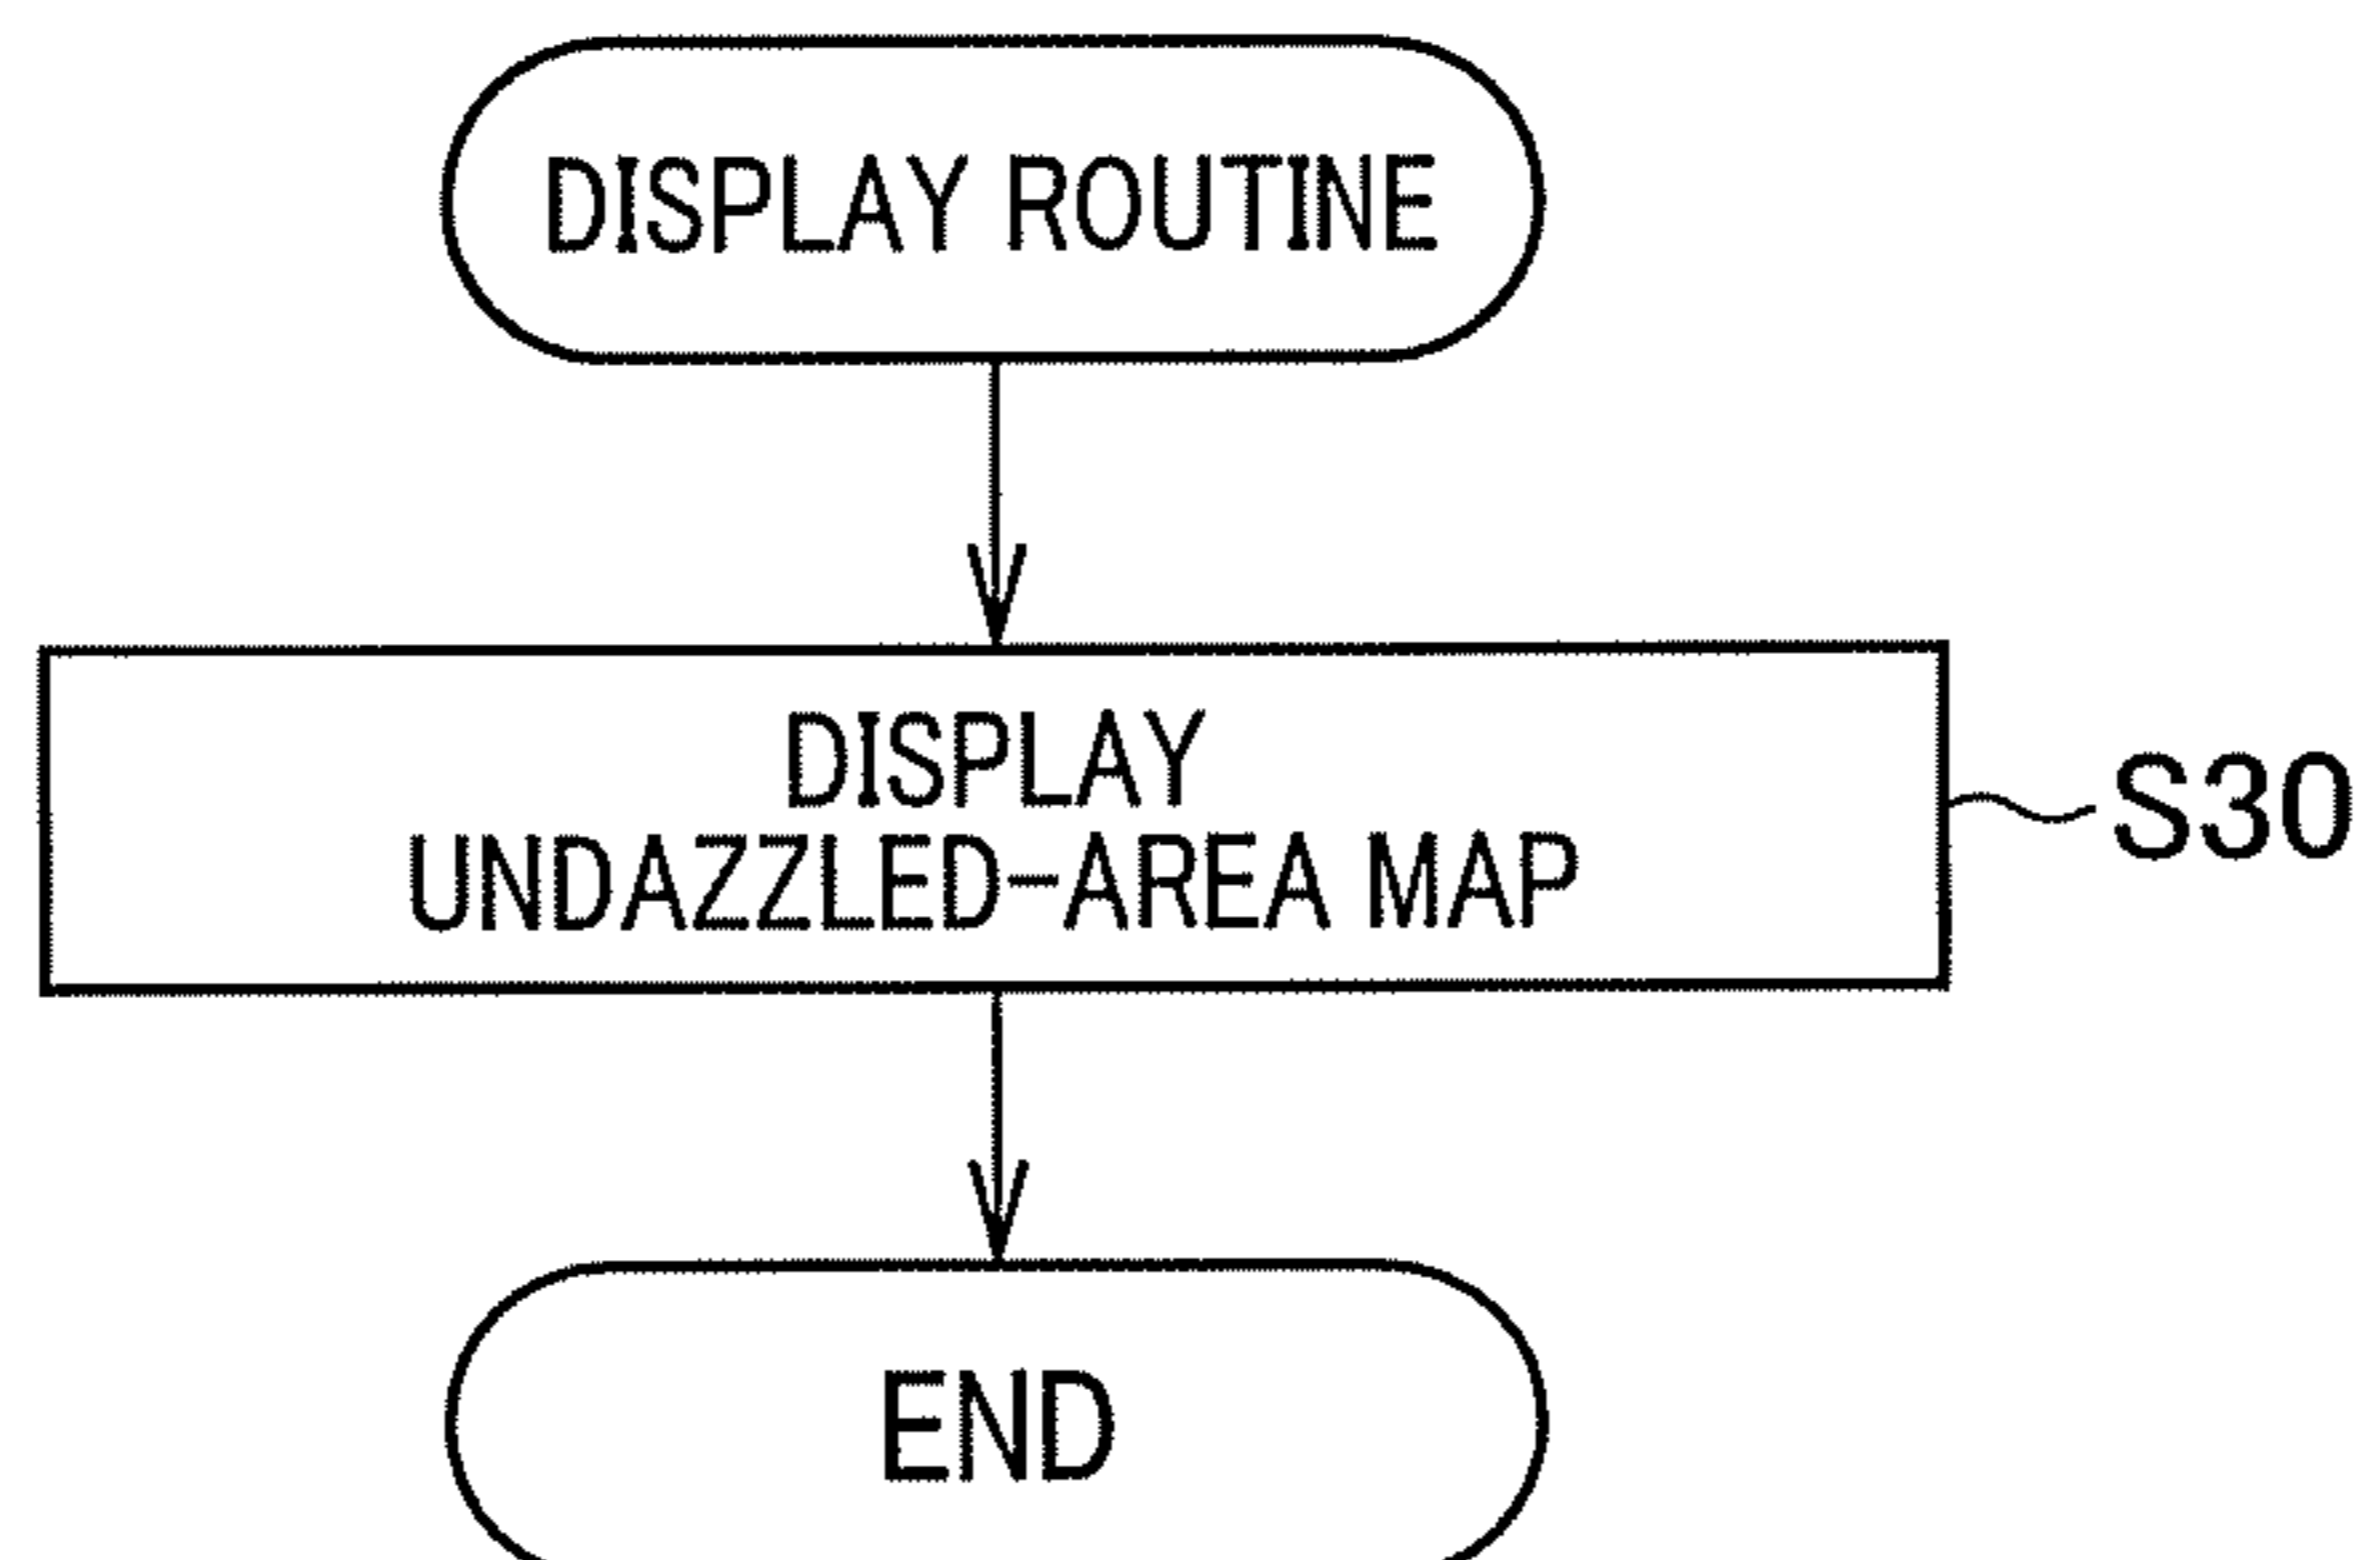 DISPLAY ROUTINE
DISPLAY
UNDAZZLED-AREA MAP
S30
END